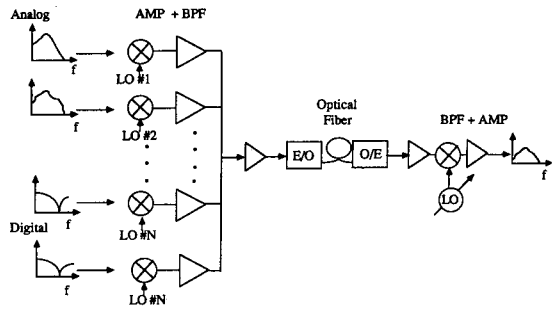 Analog
AMP + BPF
f
LO #1
f
LO #2
Optical
Fiber
BPF + AMP
E/O
O/E
LO
f
f
LO #N
Digital
f
LO #N